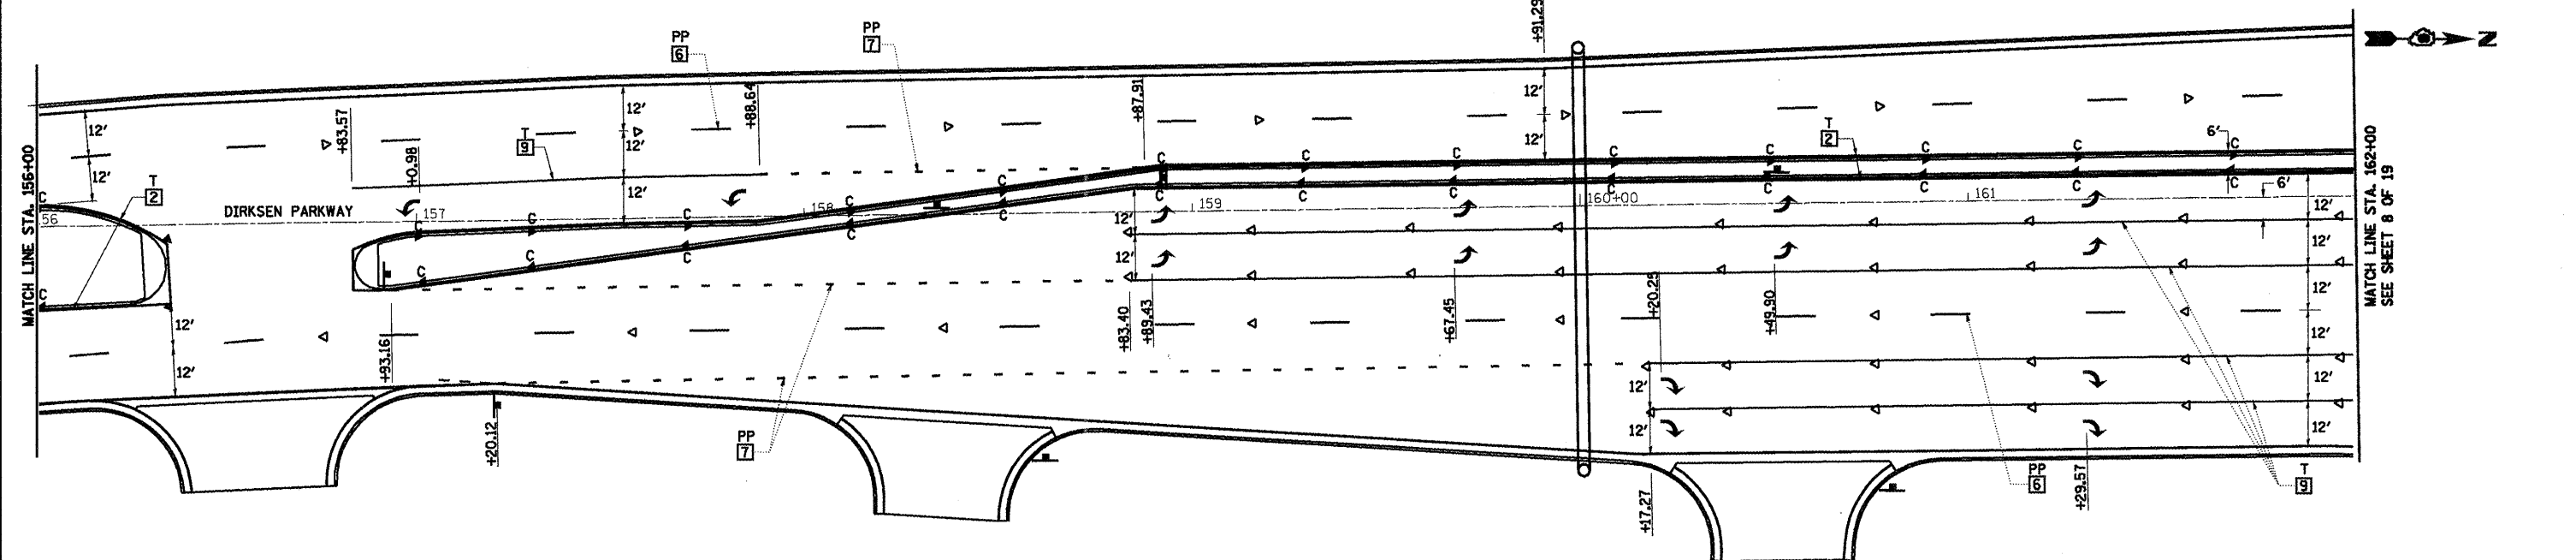 MATCH LINE STA. 156+00
12'
12'
C
T
2
56
C
12'
12'
DIRKSEN PARKWAY
+83.57
+0.98
157
T
9
PP
6
12'
12'
12'
+88.64
PP
7
158
C
G
C
C
C
C
C
C
C
C
+93.16
+20.12
PP
7
+87.91
C
159
12'
12'
+83.40
+89.43
+67.45
+91.29
12'
12'
C
C
C
C
C
C
C
C
C
C
C
C
C
C
T
2
160+00
161
+20.25
+49.90
12'
12'
+17.27
6'
6'
12'
12'
12'
12'
12'
12'
PP
6
+29.57
T
9
MATCH LINE STA. 162+00
SEE SHEET 8 OF 19
N